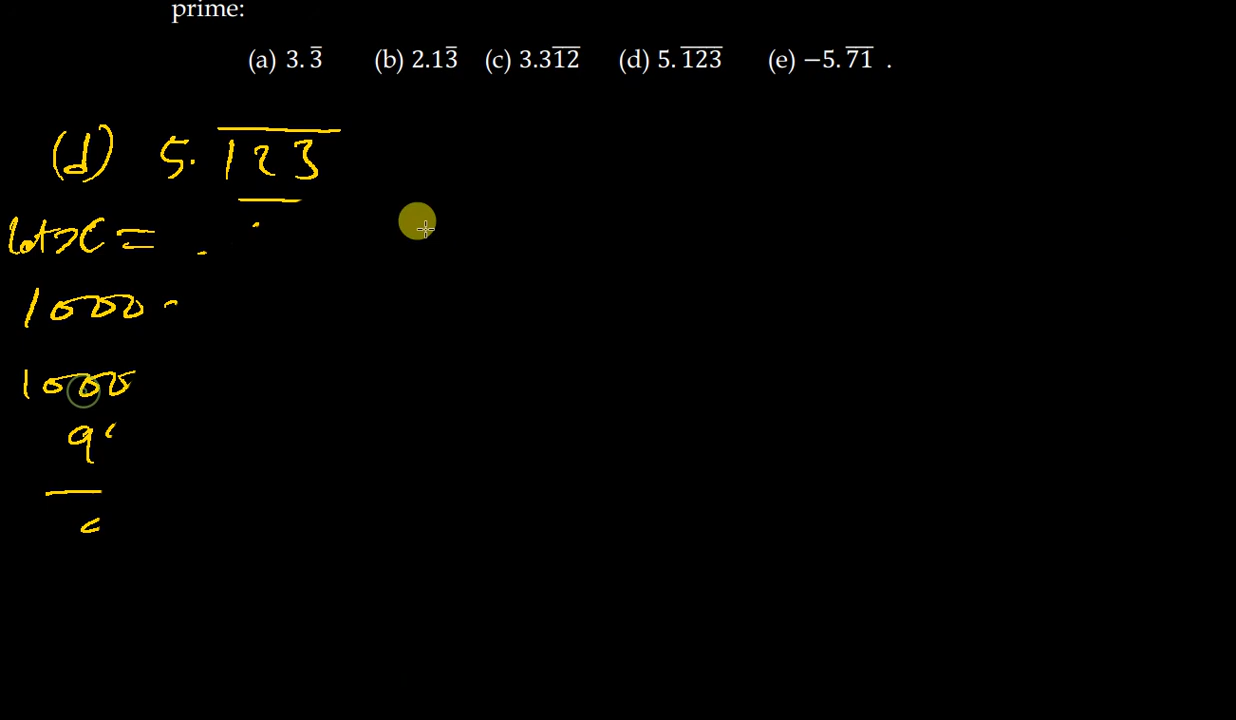 prime:
(a) 3.3̅ (b) 2.13̅ (c) 3.31̅2̅ (d) 5.1̅2̅3̅ (e) −5.7̅1̅ .
(d) 5.1̅2̅3̅
let x = .
1000
1000
9